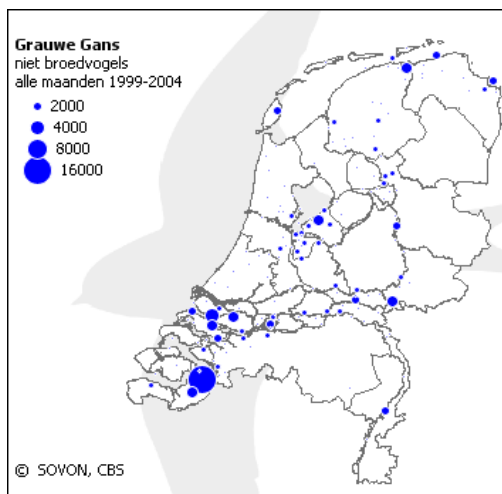 Grauwe Gans
niet broedvogels
alle maanden 1999-2004
2000
4000
8000
16000
© SOVON, CBS